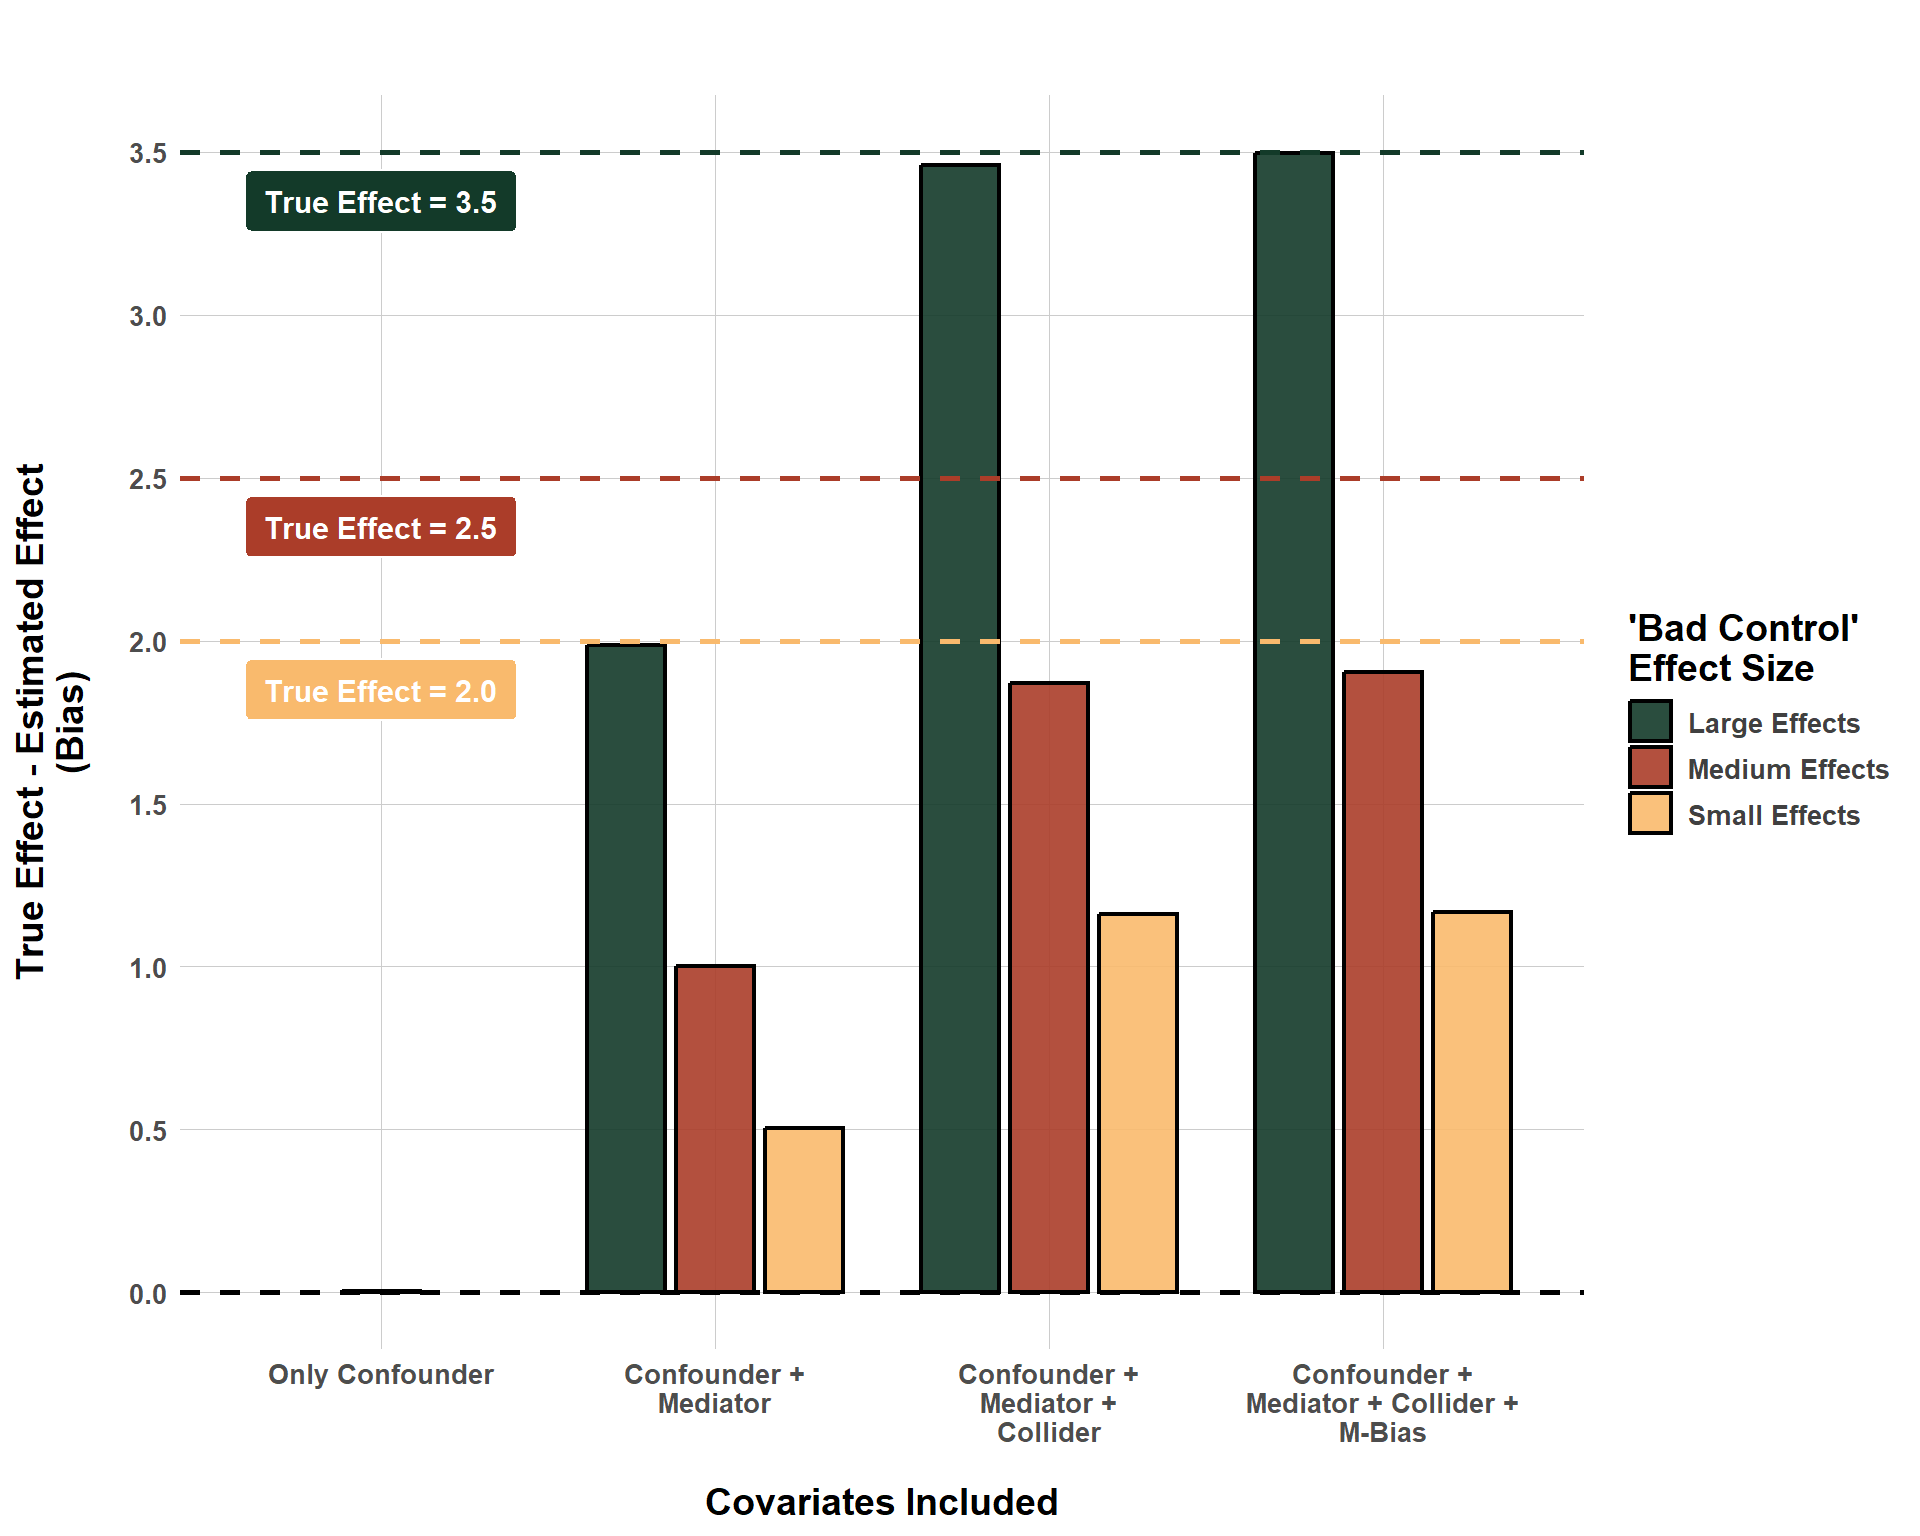 True Effect - Estimated Effect
(Bias)
3.5
3.0
2.5
2.0
1.5
1.0
0.5
0.0
True Effect = 3.5
True Effect = 2.5
True Effect = 2.0
Only Confounder
Confounder +
Mediator
Confounder +
Mediator +
Collider
Confounder +
Mediator + Collider +
M-Bias
Covariates Included
'Bad Control'
Effect Size
Large Effects
Medium Effects
Small Effects